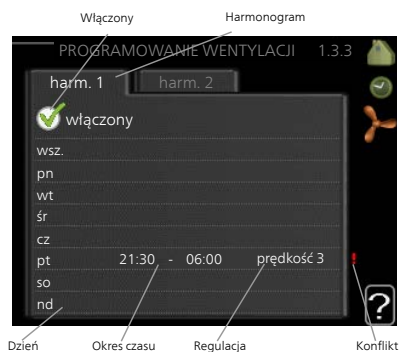 Włączony Harmonogram
PROGRAMOWANIE WENTYLACJI 1.3.3
harm. 1 harm. 2
włączony
wsz.
pn
wt
śr
cz
pt 21:30 - 06:00 prędkość 3 !
so
nd
?
Dzień Okres czasu Regulacja Konflikt